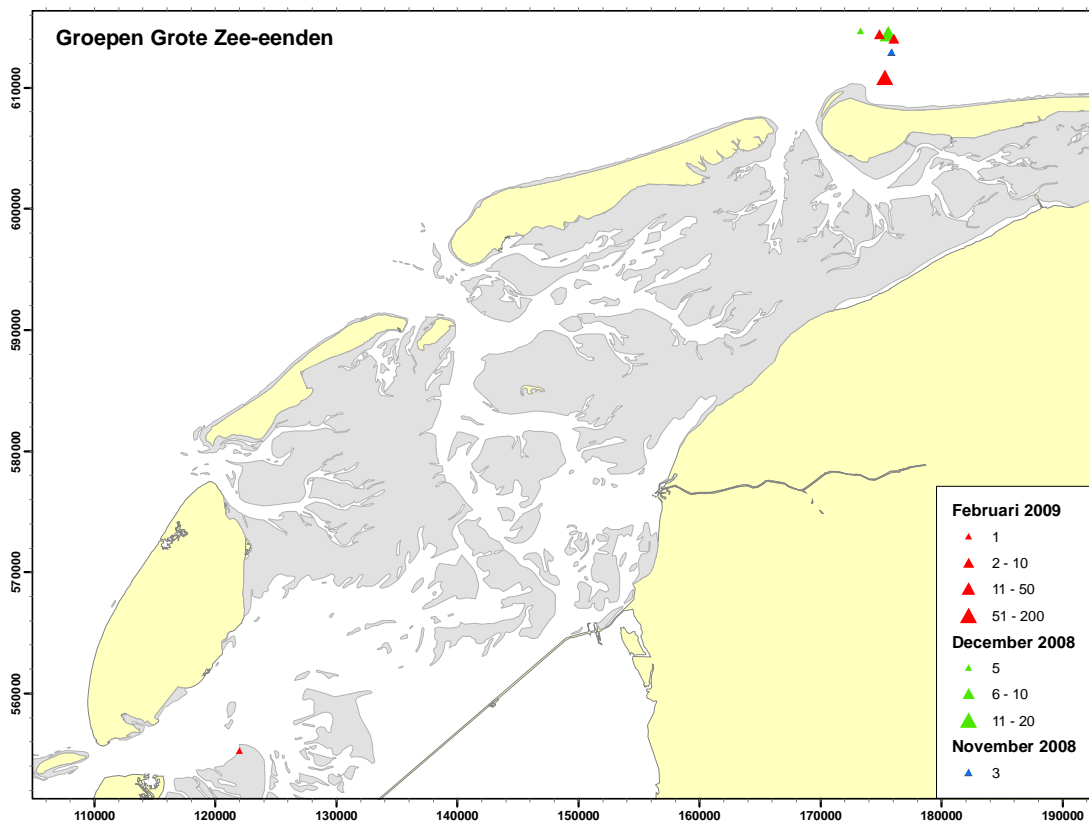 Groepen Grote Zee-eenden
610000
600000
590000
580000
570000
560000
Februari 2009
1
2 - 10
11 - 50
51 - 200
December 2008
5
6 - 10
11 - 20
November 2008
3
110000
120000
130000
140000
150000
160000
170000
180000
190000